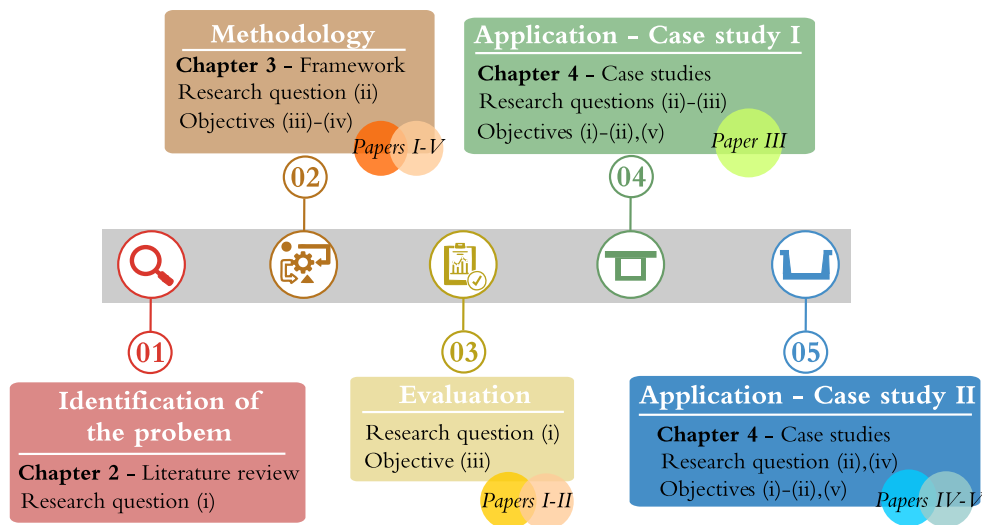 Methodology
Chapter 3 - Framework
Research question (ii)
Objectives (iii)-(iv)
Papers I-V
02
Application - Case study I
Chapter 4 - Case studies
Research questions (ii)-(iii)
Objectives (i)-(ii),(v)
Paper III
04
01
Identification of
the probem
Chapter 2 - Literature review
Research question (i)
03
Evaluation
Research question (i)
Objective (iii)
Papers I-II
05
Application - Case study II
Chapter 4 - Case studies
Research question (ii),(iv)
Objectives (i)-(ii),(v)
Papers IV-V